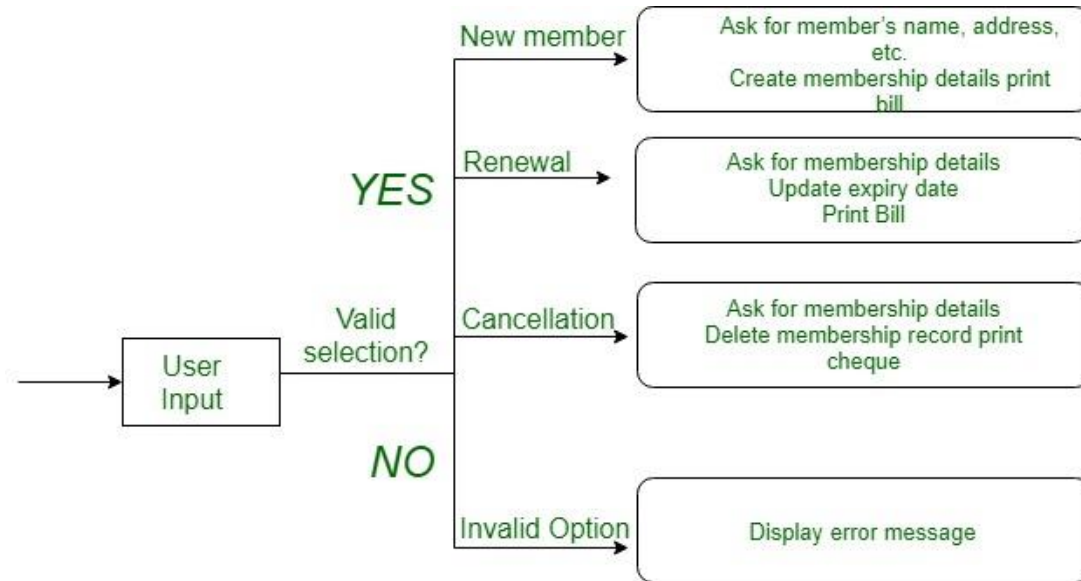 New member
Ask for member's name, address,
etc.
Create membership details print
bill
Renewal
Ask for membership details
Update expiry date
Print Bill
YES
Valid
selection?
Cancellation
Ask for membership details
Delete membership record print
cheque
User
Input
NO
Invalid Option
Display error message